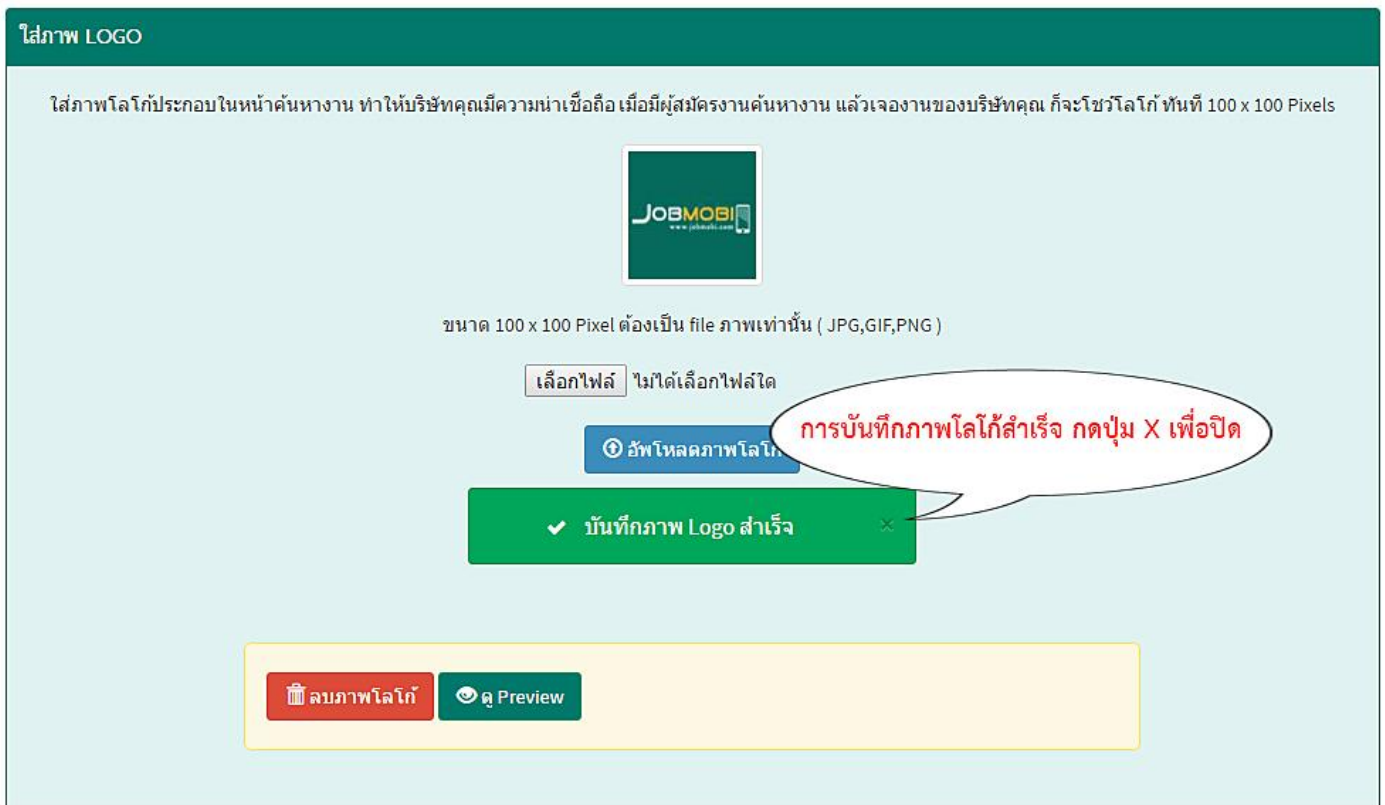 ใส่ภาพ LOGO
ใส่ภาพโลโก้ประกอบในหน้าค้นหางาน ทำให้บริษัทคุณมีความน่าเชื่อถือ เมื่อมีผู้สมัครงานค้นหางาน แล้วเจองานของบริษัทคุณ ก็จะโชว์โลโก้ ทันที 100 x 100 Pixels
JOBMOBI
www.jobmobi.com
ขนาด 100 x 100 Pixel ต้องเป็น file ภาพเท่านั้น ( JPG,GIF,PNG )
เลือกไฟล์ ไม่ได้เลือกไฟล์ใด
การบันทึกภาพโลโก้สำเร็จ กดปุ่ม X เพื่อปิด
อัพโหลดภาพโลโก้
บันทึกภาพ Logo สำเร็จ ×
ลบภาพโลโก้ ดู Preview